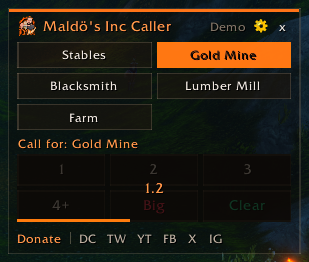 Maldö's Inc Caller Demo x
Stables Gold Mine
Blacksmith Lumber Mill
Farm
Call for: Gold Mine
1 2 3
1.2
4+ Big Clear
Donate | DC TW YT FB X IG